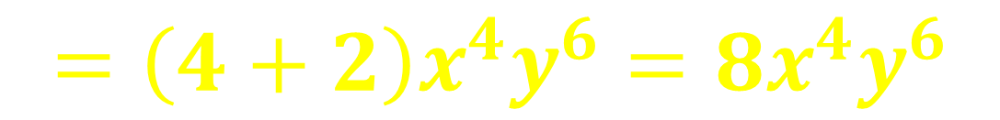 = (4 + 2)x⁴y⁶ = 8x⁴y⁶